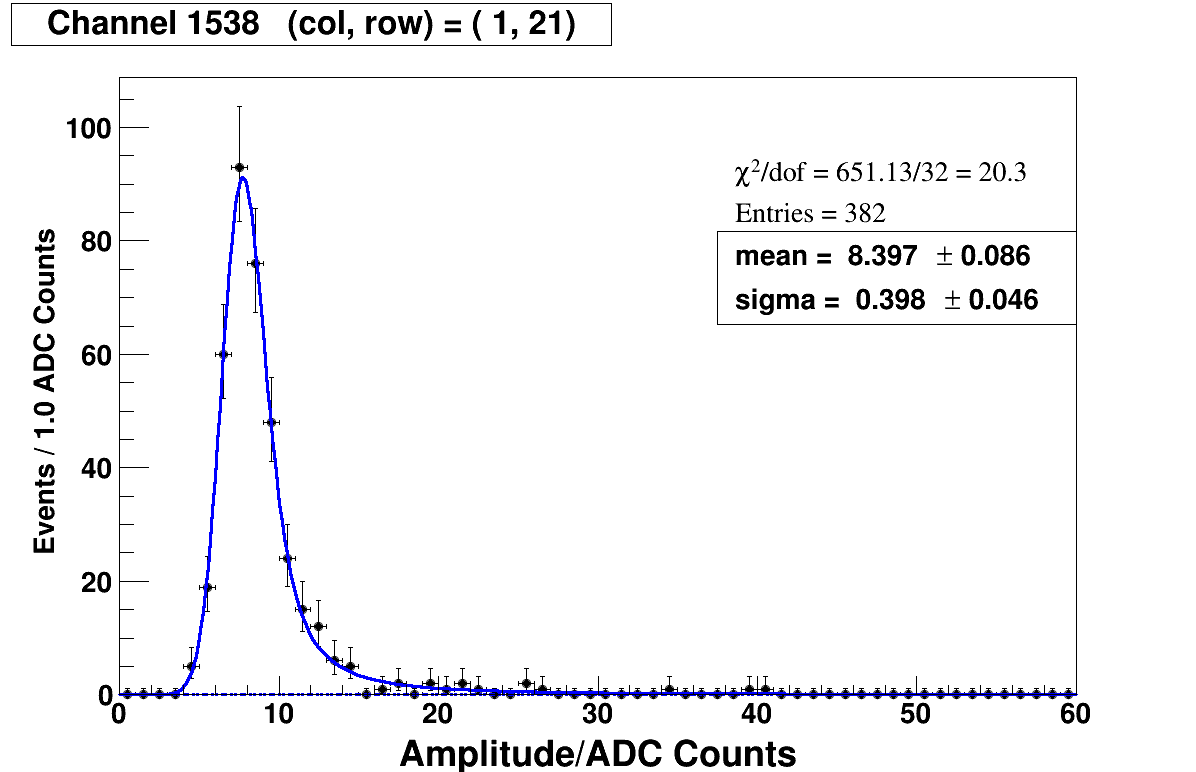 Channel 1538 (col, row) = ( 1, 21)
χ²/dof = 651.13/32 = 20.3
Entries = 382
mean = 8.397 ± 0.086
sigma = 0.398 ± 0.046
Events / 1.0 ADC Counts
100
80
60
40
20
0
0 10 20 30 40 50 60
Amplitude/ADC Counts